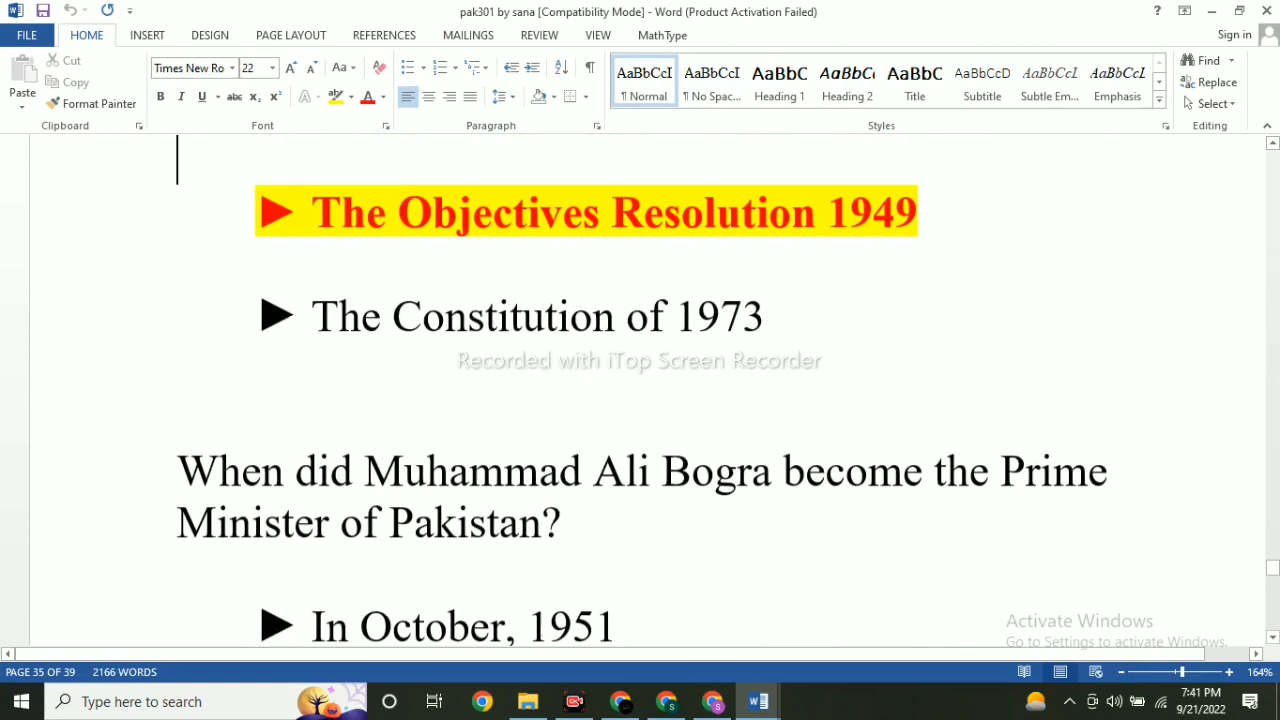 pak301 by sana [Compatibility Mode] - Word (Product Activation Failed)
FILE HOME INSERT DESIGN PAGE LAYOUT REFERENCES MAILINGS REVIEW VIEW MathType Sign in
Paste
Cut
Copy
Format Painter
Clipboard
Times New Ro 22
Font
Paragraph
AaBbCcI AaBbCcI AaBbC AaBbC AaBbC AaBbCcD AaBbCcI AaBbCcI
¶ Normal ¶ No Spac... Heading 1 Heading 2 Title Subtitle Subtle Em... Emphasis
Styles
Find
Replace
Select
Editing
► The Objectives Resolution 1949
► The Constitution of 1973
Recorded with iTop Screen Recorder
When did Muhammad Ali Bogra become the Prime
Minister of Pakistan?
► In October, 1951
Activate Windows
Go to Settings to activate Windows.
PAGE 35 OF 39 2166 WORDS 164%
Type here to search
7:41 PM
9/21/2022